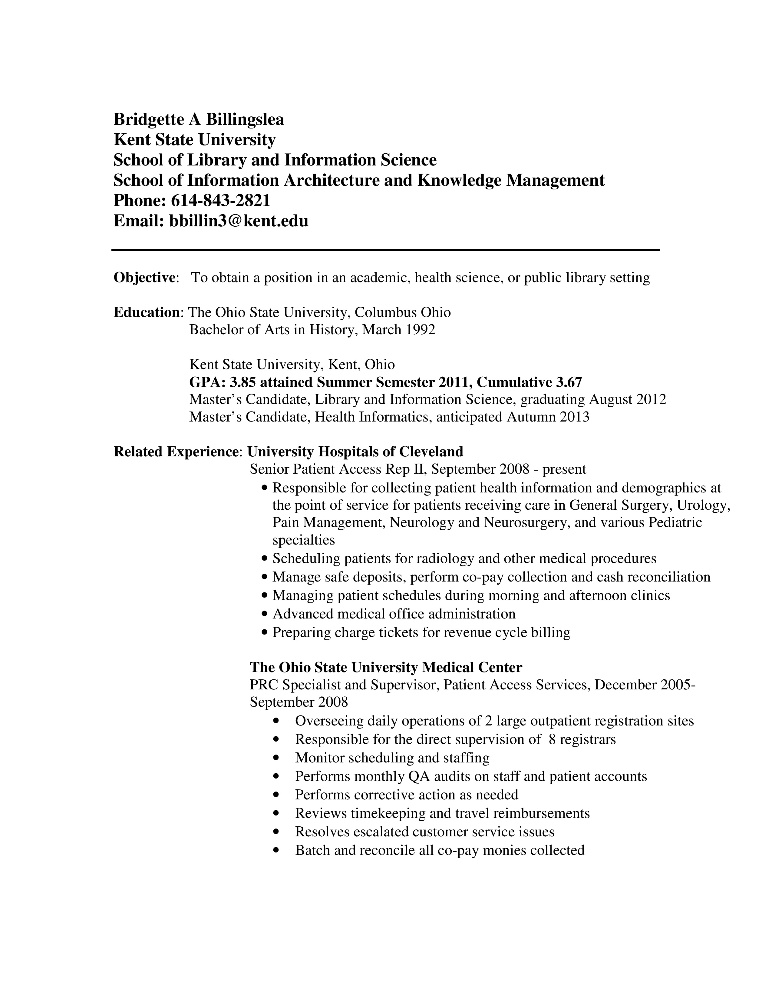 Bridgette A Billingslea
Kent State University
School of Library and Information Science
School of Information Architecture and Knowledge Management
Phone: 614-843-2821
Email: bbillin3@kent.edu
Objective: To obtain a position in an academic, health science, or public library setting
Education: The Ohio State University, Columbus Ohio
Bachelor of Arts in History, March 1992
Kent State University, Kent, Ohio
GPA: 3.85 attained Summer Semester 2011, Cumulative 3.67
Master's Candidate, Library and Information Science, graduating August 2012
Master's Candidate, Health Informatics, anticipated Autumn 2013
Related Experience: University Hospitals of Cleveland
Senior Patient Access Rep II, September 2008 - present
• Responsible for collecting patient health information and demographics at
the point of service for patients receiving care in General Surgery, Urology,
Pain Management, Neurology and Neurosurgery, and various Pediatric
specialties
• Scheduling patients for radiology and other medical procedures
• Manage safe deposits, perform co-pay collection and cash reconciliation
• Managing patient schedules during morning and afternoon clinics
• Advanced medical office administration
• Preparing charge tickets for revenue cycle billing
The Ohio State University Medical Center
PRC Specialist and Supervisor, Patient Access Services, December 2005-
September 2008
• Overseeing daily operations of 2 large outpatient registration sites
• Responsible for the direct supervision of 8 registrars
• Monitor scheduling and staffing
• Performs monthly QA audits on staff and patient accounts
• Performs corrective action as needed
• Reviews timekeeping and travel reimbursements
• Resolves escalated customer service issues
• Batch and reconcile all co-pay monies collected